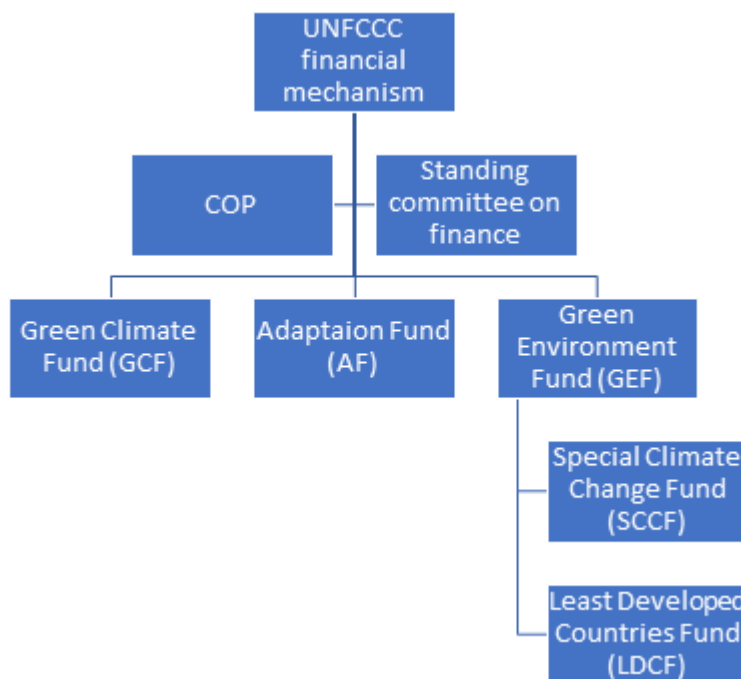 UNFCCC
financial
mechanism
COP
Standing
committee on
finance
Green Climate
Fund (GCF)
Adaptaion Fund
(AF)
Green
Environment
Fund (GEF)
Special Climate
Change Fund
(SCCF)
Least Developed
Countries Fund
(LDCF)